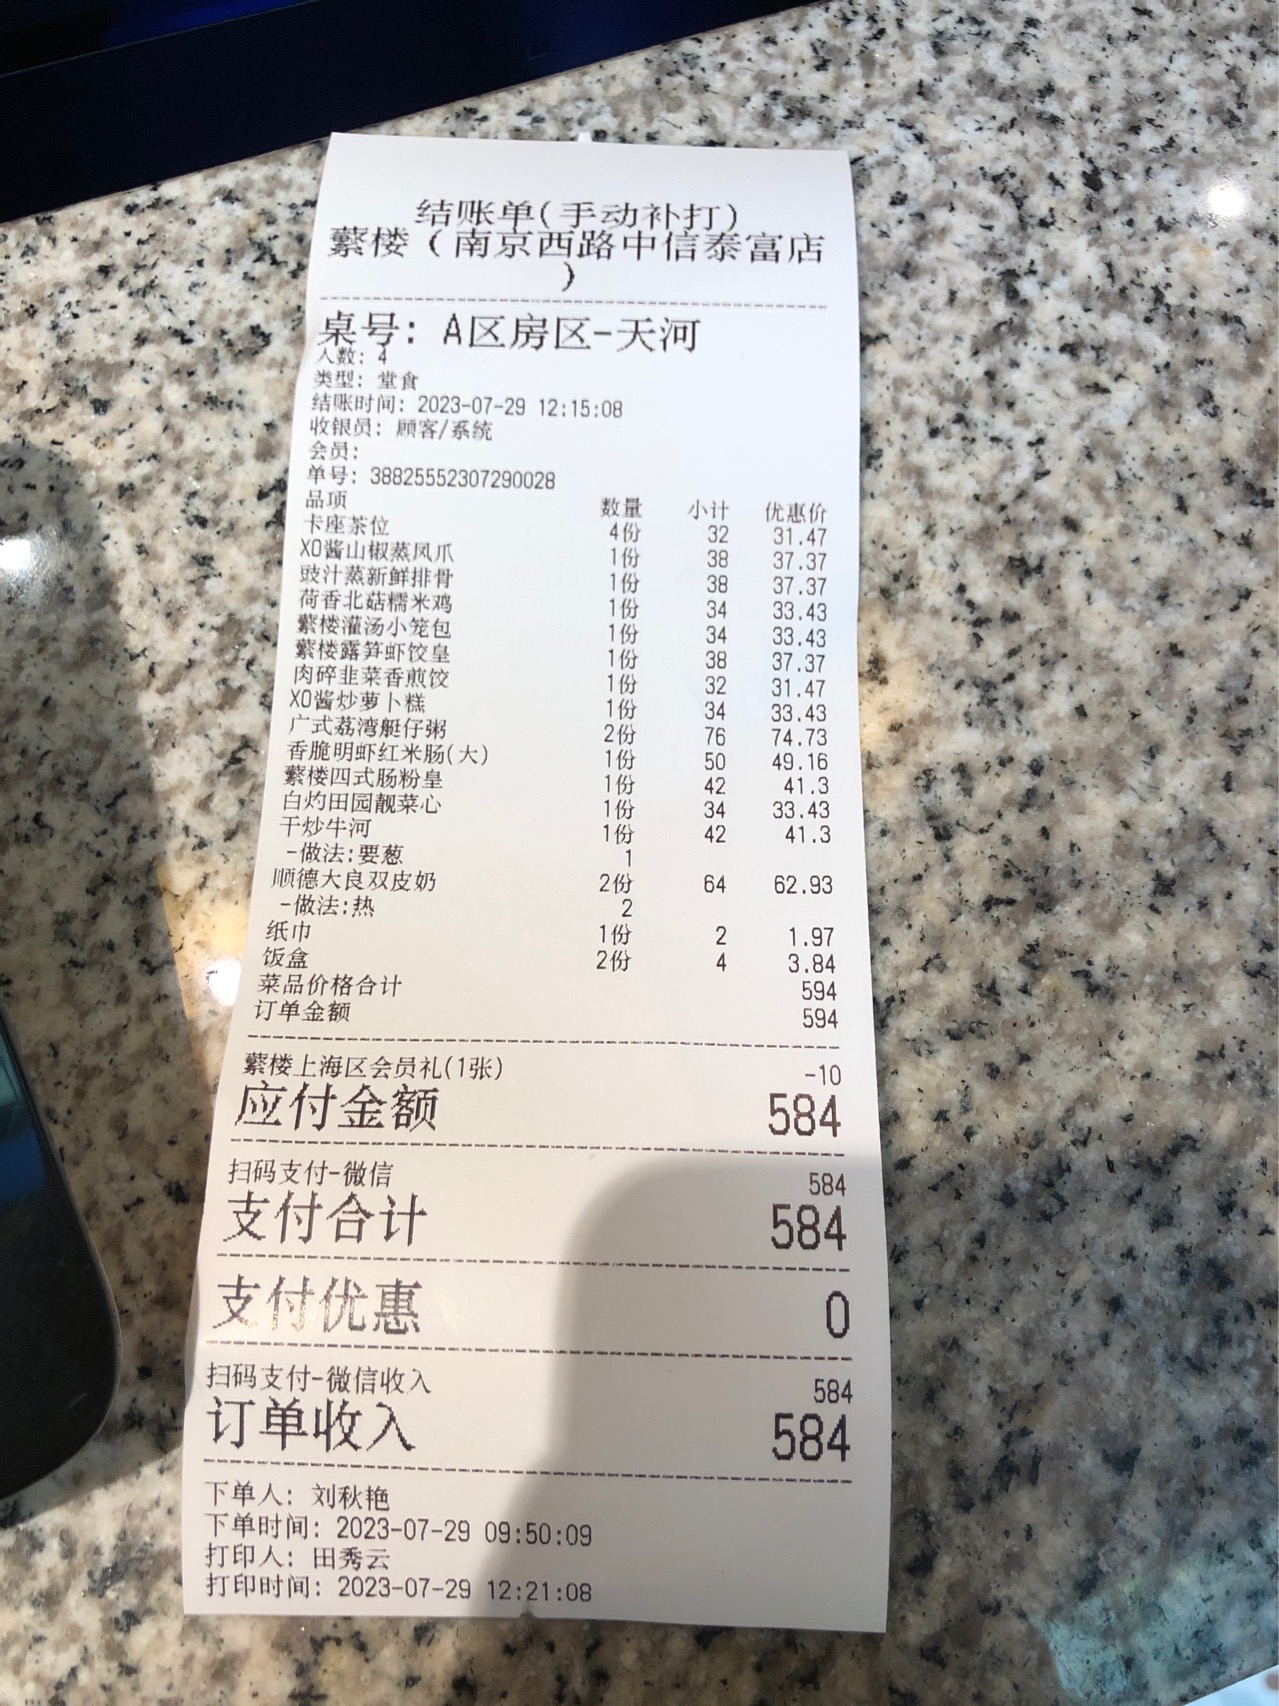 结账单(手动补打)
蘩楼（南京西路中信泰富店
）
桌号: A区房区-天河
人数: 4
类型: 堂食
结账时间: 2023-07-29 12:15:08
收银员: 顾客/系统
会员:
单号: 38825552307290028
品项 数量 小计 优惠价
卡座茶位 4份 32 31.47
XO酱山椒蒸凤爪 1份 38 37.37
豉汁蒸新鲜排骨 1份 38 37.37
荷香北菇糯米鸡 1份 34 33.43
蘩楼灌汤小笼包 1份 34 33.43
蘩楼露笋虾饺皇 1份 38 37.37
肉碎韭菜香煎饺 1份 32 31.47
XO酱炒萝卜糕 1份 34 33.43
广式荔湾艇仔粥 2份 76 74.73
香脆明虾红米肠(大) 1份 50 49.16
蘩楼四式肠粉皇 1份 42 41.3
白灼田园靓菜心 1份 34 33.43
干炒牛河 1份 42 41.3
-做法:要葱 1
顺德大良双皮奶 2份 64 62.93
-做法:热 2
纸巾 1份 2 1.97
饭盒 2份 4 3.84
菜品价格合计 594
订单金额 594
蘩楼上海区会员礼(1张) -10
应付金额 584
扫码支付-微信 584
支付合计 584
支付优惠 0
扫码支付-微信收入 584
订单收入 584
下单人: 刘秋艳
下单时间: 2023-07-29 09:50:09
打印人: 田秀云
打印时间: 2023-07-29 12:21:08